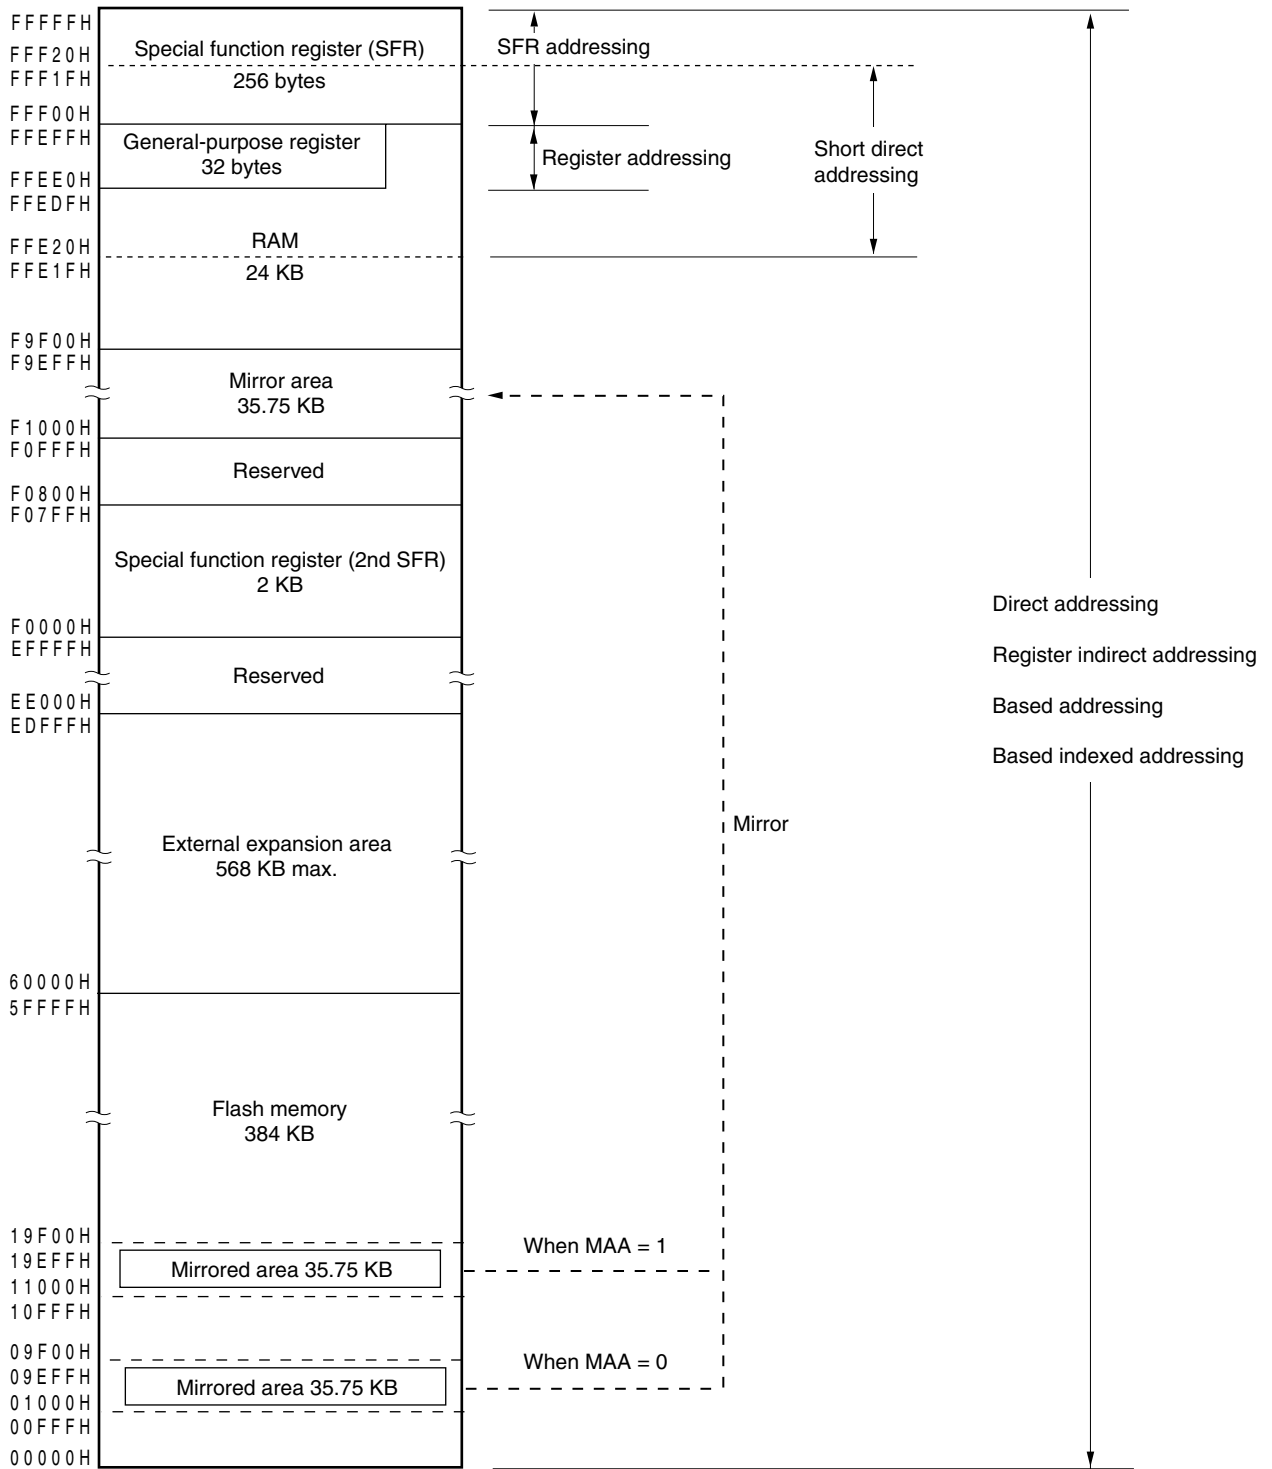 FFFFFH
FFF20H
FFF1FH
FFF00H
FFEFFH
FFEE0H
FFEDFH
FFE20H
FFE1FH
F9F00H
F9EFFH
F1000H
F0FFFH
F0800H
F07FFH
F0000H
EFFFFH
EE000H
EDFFFH
60000H
5FFFFH
19F00H
19EFFH
11000H
10FFFH
09F00H
09EFFH
01000H
00FFFH
00000H
Special function register (SFR)
256 bytes
General-purpose register
32 bytes
RAM
24 KB
Mirror area
35.75 KB
Reserved
Special function register (2nd SFR)
2 KB
Reserved
External expansion area
568 KB max.
Flash memory
384 KB
Mirrored area 35.75 KB
Mirrored area 35.75 KB
SFR addressing
Register addressing
Short direct
addressing
Mirror
When MAA = 1
When MAA = 0
Direct addressing
Register indirect addressing
Based addressing
Based indexed addressing